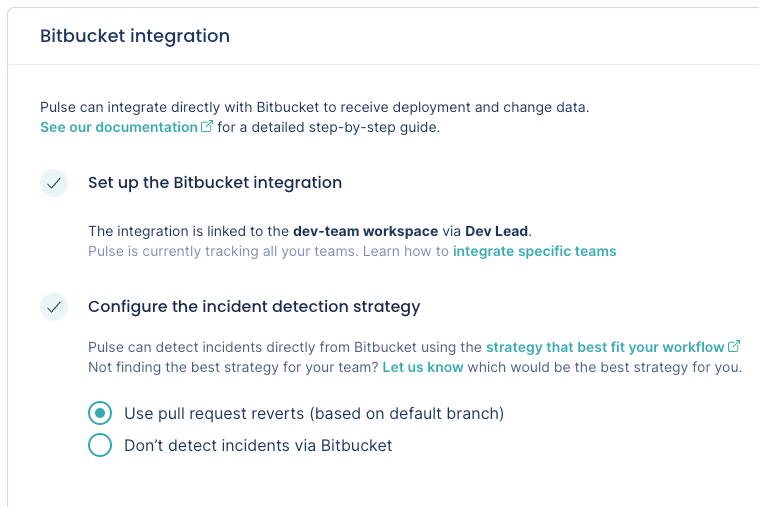 Bitbucket integration
Pulse can integrate directly with Bitbucket to receive deployment and change data.
See our documentation for a detailed step-by-step guide.
Set up the Bitbucket integration
The integration is linked to the dev-team workspace via Dev Lead.
Pulse is currently tracking all your teams. Learn how to integrate specific teams
Configure the incident detection strategy
Pulse can detect incidents directly from Bitbucket using the strategy that best fit your workflow
Not finding the best strategy for your team? Let us know which would be the best strategy for you.
Use pull request reverts (based on default branch)
Don’t detect incidents via Bitbucket